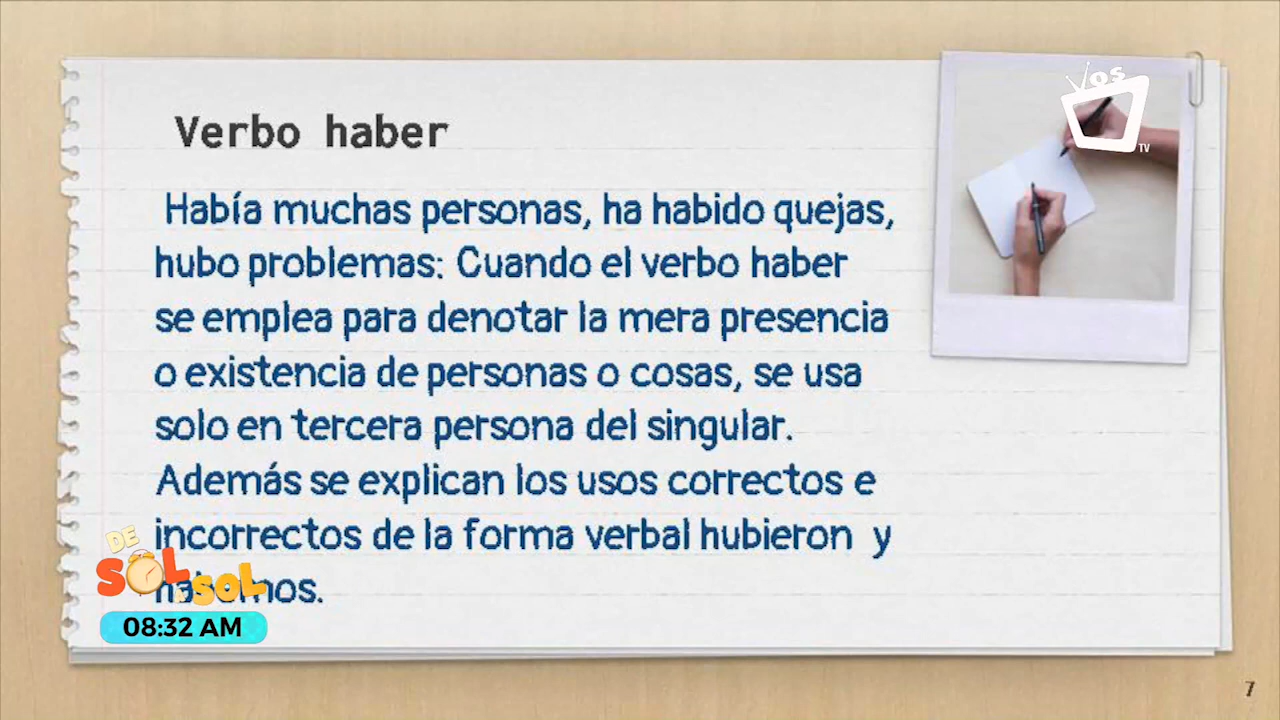 OS
TV
Verbo haber
Había muchas personas, ha habido quejas,
hubo problemas: Cuando el verbo haber
se emplea para denotar la mera presencia
o existencia de personas o cosas, se usa
solo en tercera persona del singular.
Además se explican los usos correctos e
incorrectos de la forma verbal hubieron y
DE
SOL
A SOL
08:32 AM
7